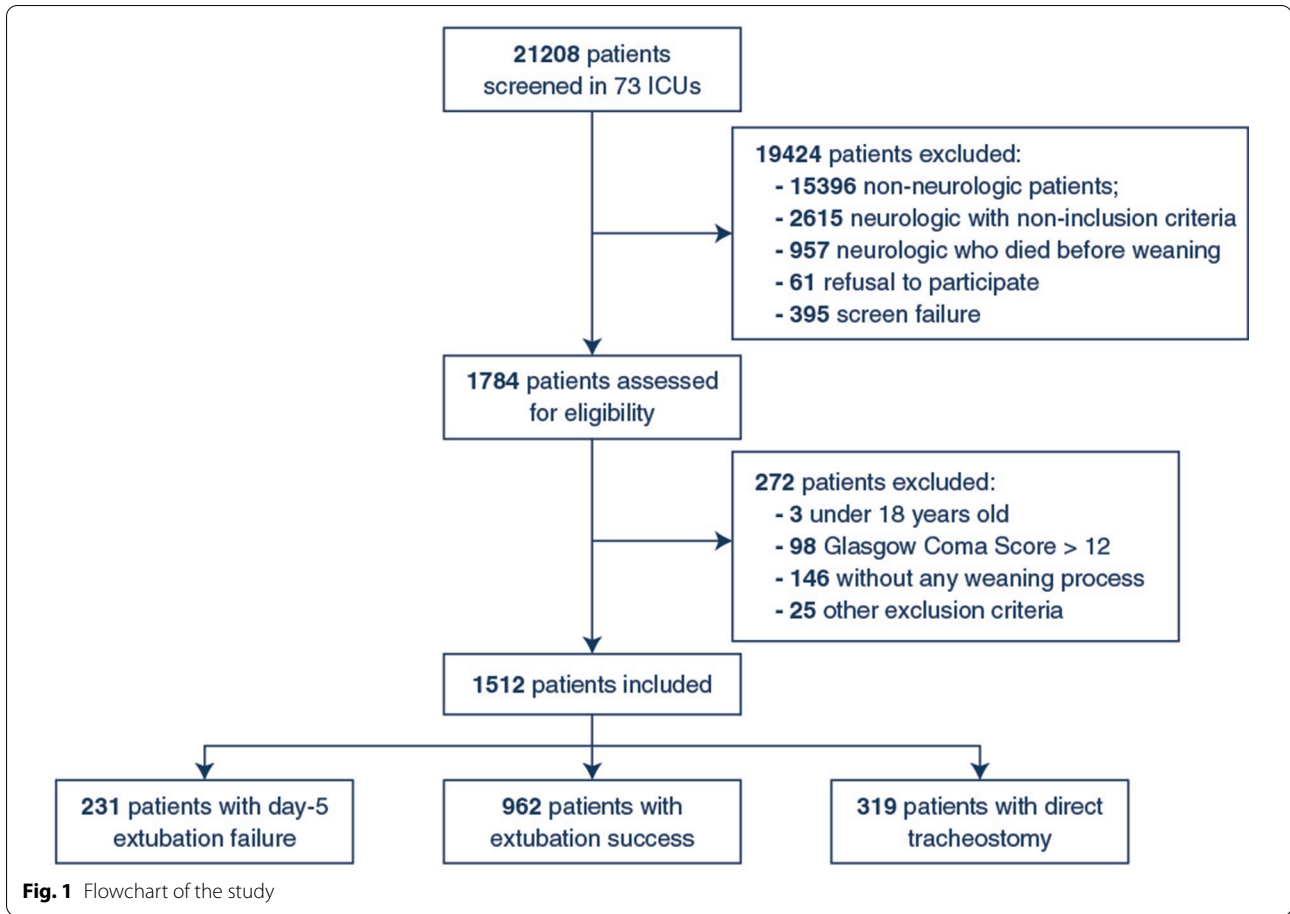 21208 patients
screened in 73 ICUs
19424 patients excluded:
- 15396 non-neurologic patients;
- 2615 neurologic with non-inclusion criteria
- 957 neurologic who died before weaning
- 61 refusal to participate
- 395 screen failure
1784 patients assessed
for eligibility
272 patients excluded:
- 3 under 18 years old
- 98 Glasgow Coma Score > 12
- 146 without any weaning process
- 25 other exclusion criteria
1512 patients included
231 patients with day-5
extubation failure
962 patients with
extubation success
319 patients with direct
tracheostomy
Fig. 1 Flowchart of the study